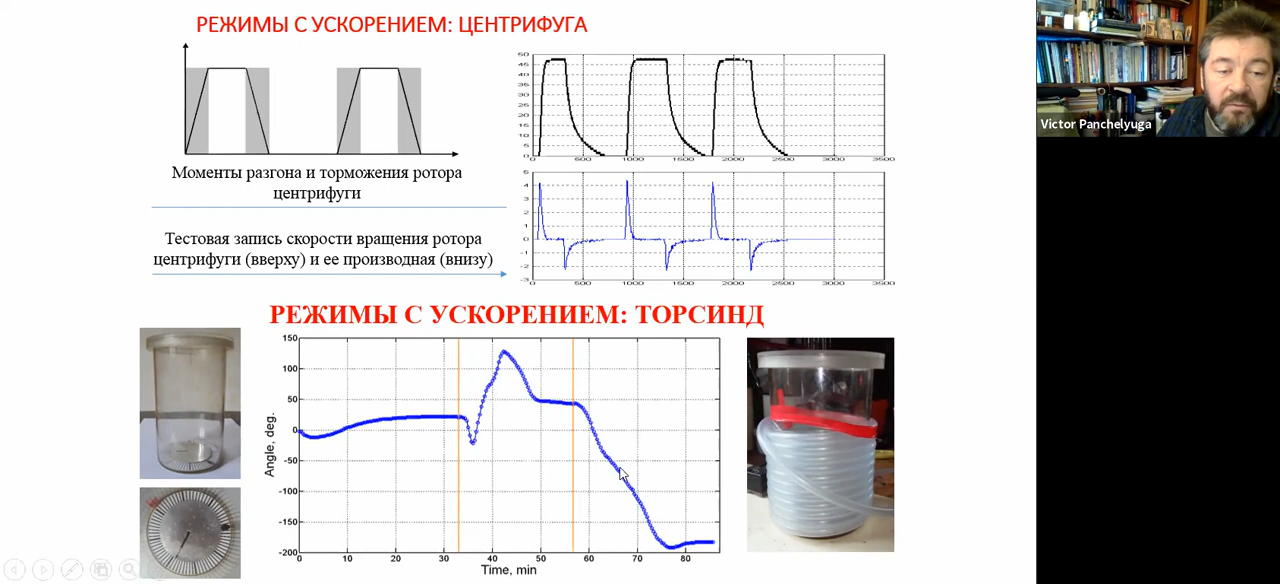 РЕЖИМЫ С УСКОРЕНИЕМ: ЦЕНТРИФУГА
Моменты разгона и торможения ротора
центрифуги
Тестовая запись скорости вращения ротора
центрифуги (вверху) и ее производная (внизу)
50
45
40
35
30
25
20
15
10
5
0
0 500 1000 1500 2000 2500 3000 3500
5
4
3
2
1
0
-1
-2
-3
0 500 1000 1500 2000 2500 3000 3500
Victor Panchelyuga
РЕЖИМЫ С УСКОРЕНИЕМ: ТОРСИНД
Angle, deg.
150
100
50
0
-50
-100
-150
-200
0 10 20 30 40 50 60 70 80
Time, min